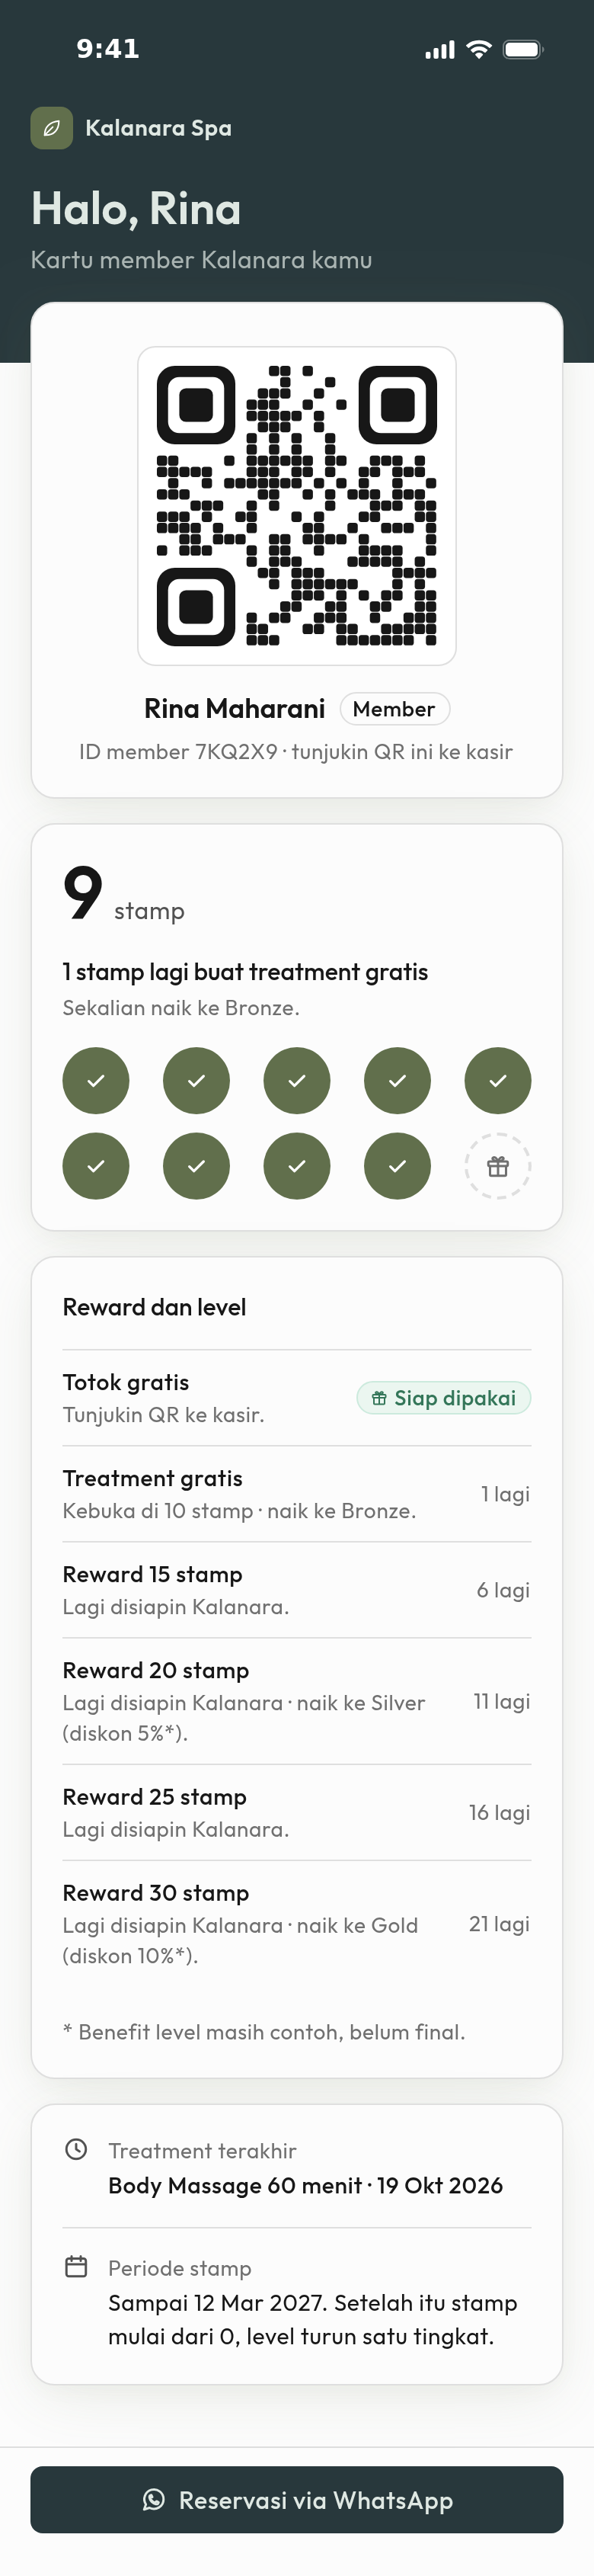 9:41
Kalanara Spa
Halo, Rina
Kartu member Kalanara kamu
Rina Maharani Member
ID member 7KQ2X9 · tunjukin QR ini ke kasir
9 stamp
1 stamp lagi buat treatment gratis
Sekalian naik ke Bronze.
Reward dan level
Totok gratis
Tunjukin QR ke kasir.
Siap dipakai
Treatment gratis
Kebuka di 10 stamp · naik ke Bronze.
1 lagi
Reward 15 stamp
Lagi disiapin Kalanara.
6 lagi
Reward 20 stamp
Lagi disiapin Kalanara · naik ke Silver
(diskon 5%*).
11 lagi
Reward 25 stamp
Lagi disiapin Kalanara.
16 lagi
Reward 30 stamp
Lagi disiapin Kalanara · naik ke Gold
(diskon 10%*).
21 lagi
* Benefit level masih contoh, belum final.
Treatment terakhir
Body Massage 60 menit · 19 Okt 2026
Periode stamp
Sampai 12 Mar 2027. Setelah itu stamp
mulai dari 0, level turun satu tingkat.
Reservasi via WhatsApp